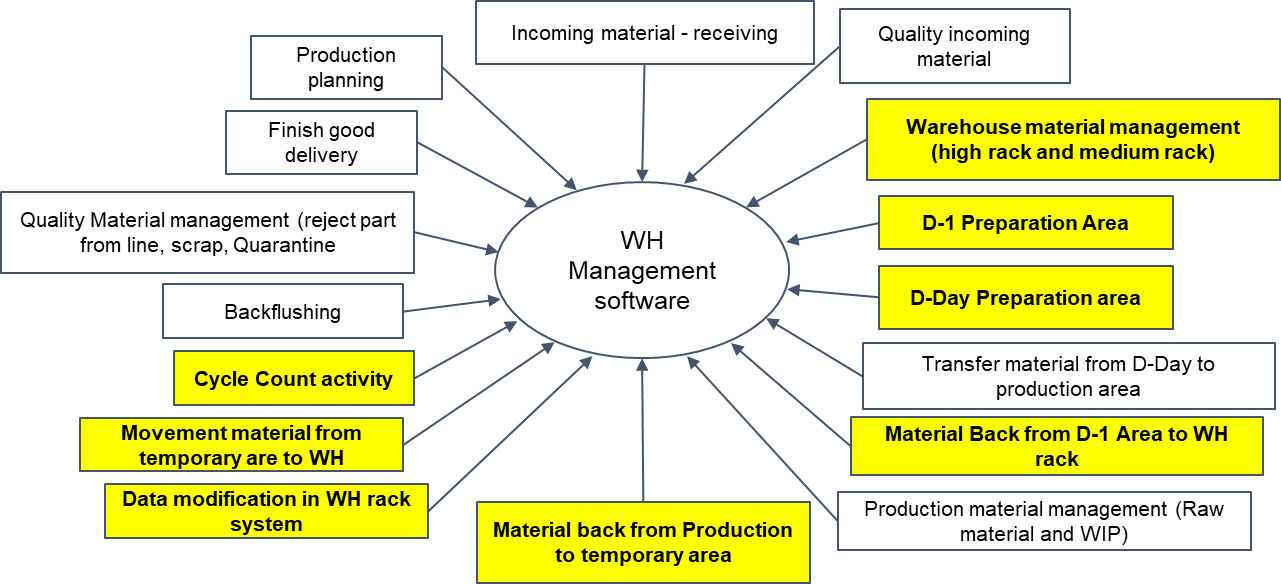 Incoming material - receiving
Quality incoming
material
Production
planning
Finish good
delivery
Warehouse material management
(high rack and medium rack)
Quality Material management (reject part
from line, scrap, Quarantine
D-1 Preparation Area
WH
Management
software
D-Day Preparation area
Backflushing
Transfer material from D-Day to
production area
Cycle Count activity
Movement material from
temporary are to WH
Material Back from D-1 Area to WH
rack
Data modification in WH rack
system
Production material management (Raw
material and WIP)
Material back from Production
to temporary area